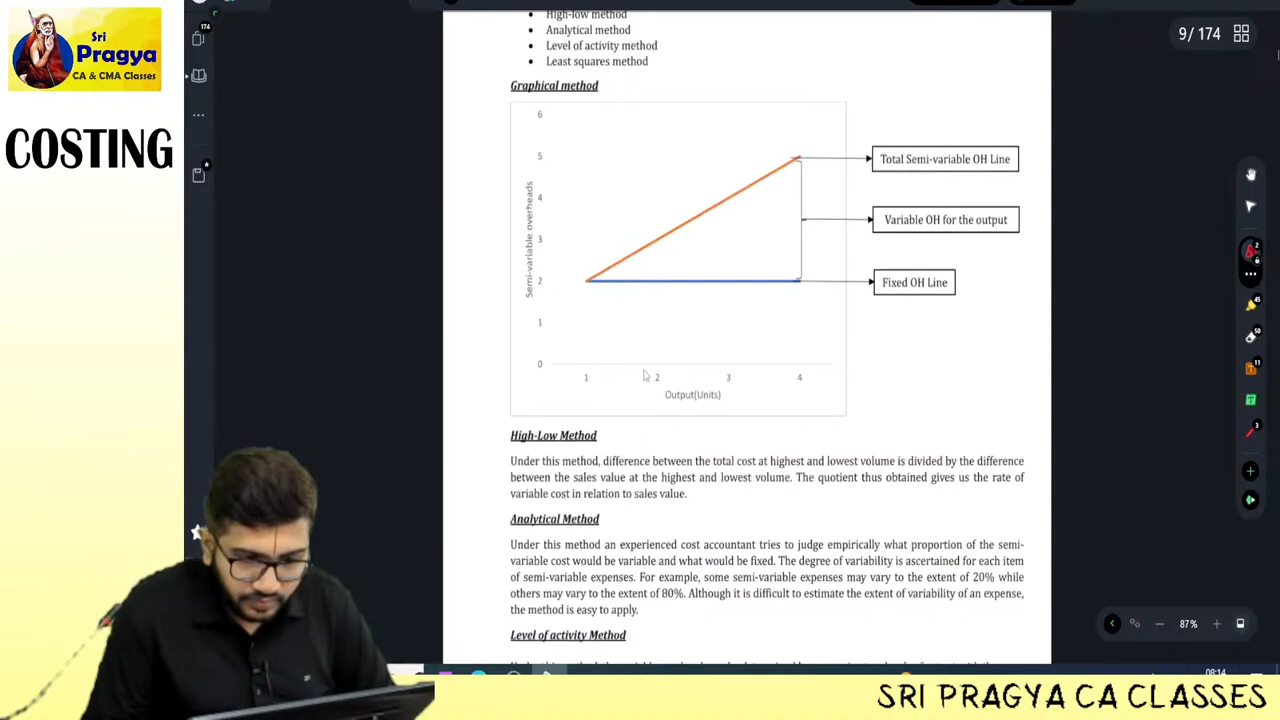 Sri
Pragya
CA & CMA Classes
COSTING
174
9 / 174
• High-low method
• Analytical method
• Level of activity method
• Least squares method
Graphical method
6
5
4
3
2
1
0
Semi-variable overheads
1 2 3 4
Output(Units)
Total Semi-variable OH Line
Variable OH for the output
Fixed OH Line
High-Low Method
Under this method, difference between the total cost at highest and lowest volume is divided by the difference
between the sales value at the highest and lowest volume. The quotient thus obtained gives us the rate of
variable cost in relation to sales value.
Analytical Method
Under this method an experienced cost accountant tries to judge empirically what proportion of the semi-
variable cost would be variable and what would be fixed. The degree of variability is ascertained for each item
of semi-variable expenses. For example, some semi-variable expenses may vary to the extent of 20% while
others may vary to the extent of 80%. Although it is difficult to estimate the extent of variability of an expense,
the method is easy to apply.
Level of activity Method
2
45
50
11
3
87%
08:14
SRI PRAGYA CA CLASSES